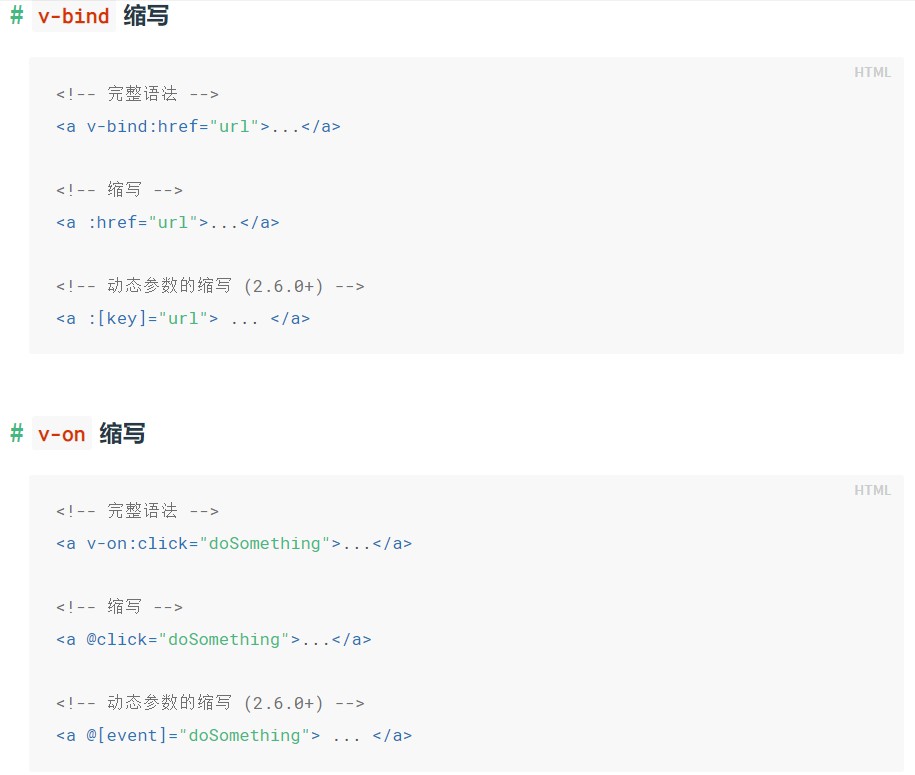 # v-bind 缩写
HTML
<!-- 完整语法 -->
<a v-bind:href="url">...</a>
<!-- 缩写 -->
<a :href="url">...</a>
<!-- 动态参数的缩写 (2.6.0+) -->
<a :[key]="url"> ... </a>
# v-on 缩写
HTML
<!-- 完整语法 -->
<a v-on:click="doSomething">...</a>
<!-- 缩写 -->
<a @click="doSomething">...</a>
<!-- 动态参数的缩写 (2.6.0+) -->
<a @[event]="doSomething"> ... </a>